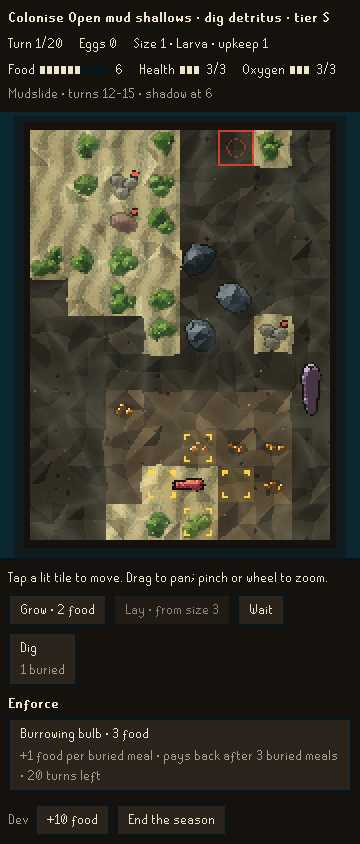 Colonise Open mud shallows · dig detritus · tier S
Turn 1/20 Eggs 0 Size 1 · Larva · upkeep 1
Food 6 Health 3/3 Oxygen 3/3
Mudslide · turns 12-15 · shadow at 6
Tap a lit tile to move. Drag to pan; pinch or wheel to zoom.
Grow · 2 food Lay · from size 3 Wait
Dig
1 buried
Enforce
Burrowing bulb · 3 food
+1 food per buried meal · pays back after 3 buried meals
· 20 turns left
Dev +10 food End the season